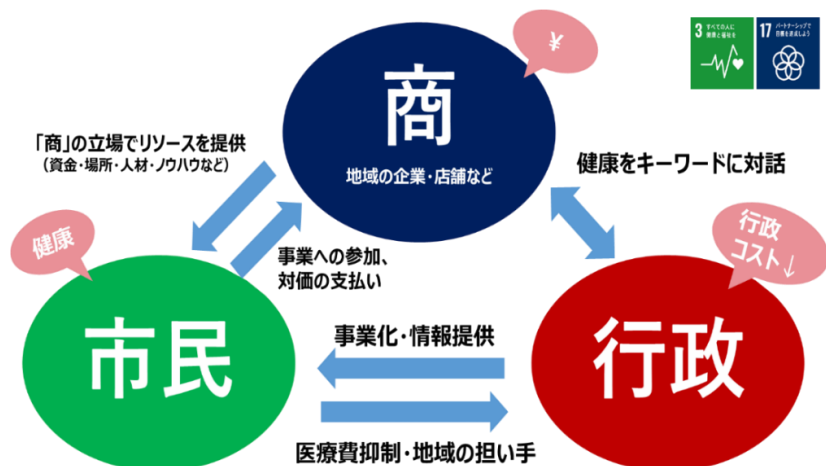 ¥
3 すべての人に
健康と福祉を
17 パートナーシップで
目標を達成しよう
商
地域の企業・店舗など
「商」の立場でリソースを提供
（資金・場所・人材・ノウハウなど）
健康をキーワードに対話
健康
事業への参加、
対価の支払い
行政
コスト↓
市民
事業化・情報提供
行政
医療費抑制・地域の担い手